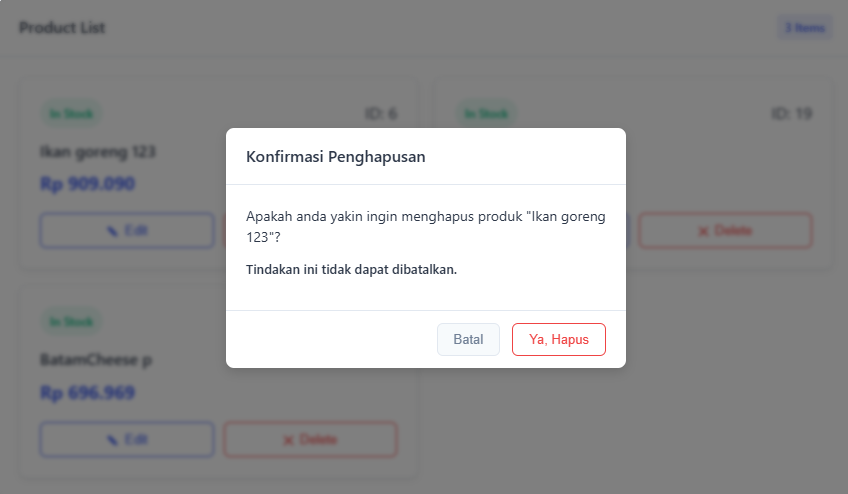 Product List
3 Items
In Stock
ID: 6
Ikan goreng 123
Rp 909.090
Edit
In Stock
ID: 19
Delete
Konfirmasi Penghapusan
Apakah anda yakin ingin menghapus produk "Ikan goreng
123"?
Tindakan ini tidak dapat dibatalkan.
Batal
Ya, Hapus
In Stock
BatamCheese p
Rp 696.969
Edit
Delete